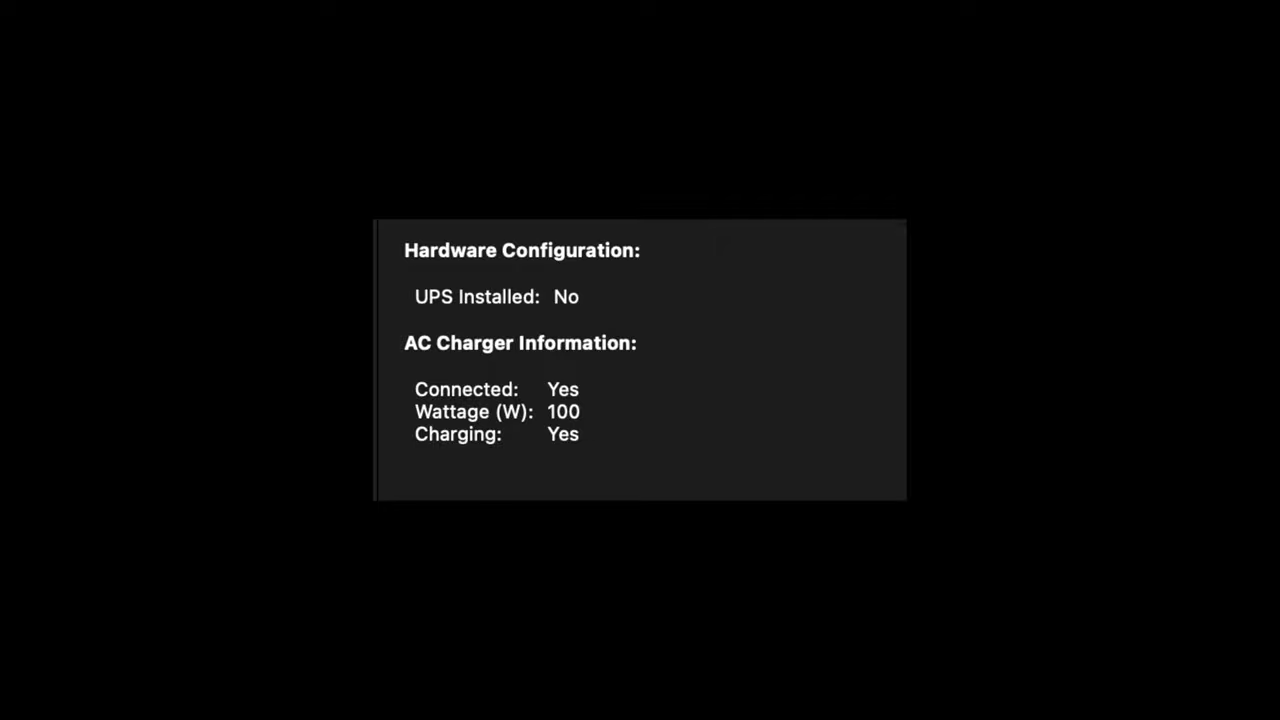 Hardware Configuration:
UPS Installed: No
AC Charger Information:
Connected: Yes
Wattage (W): 100
Charging: Yes